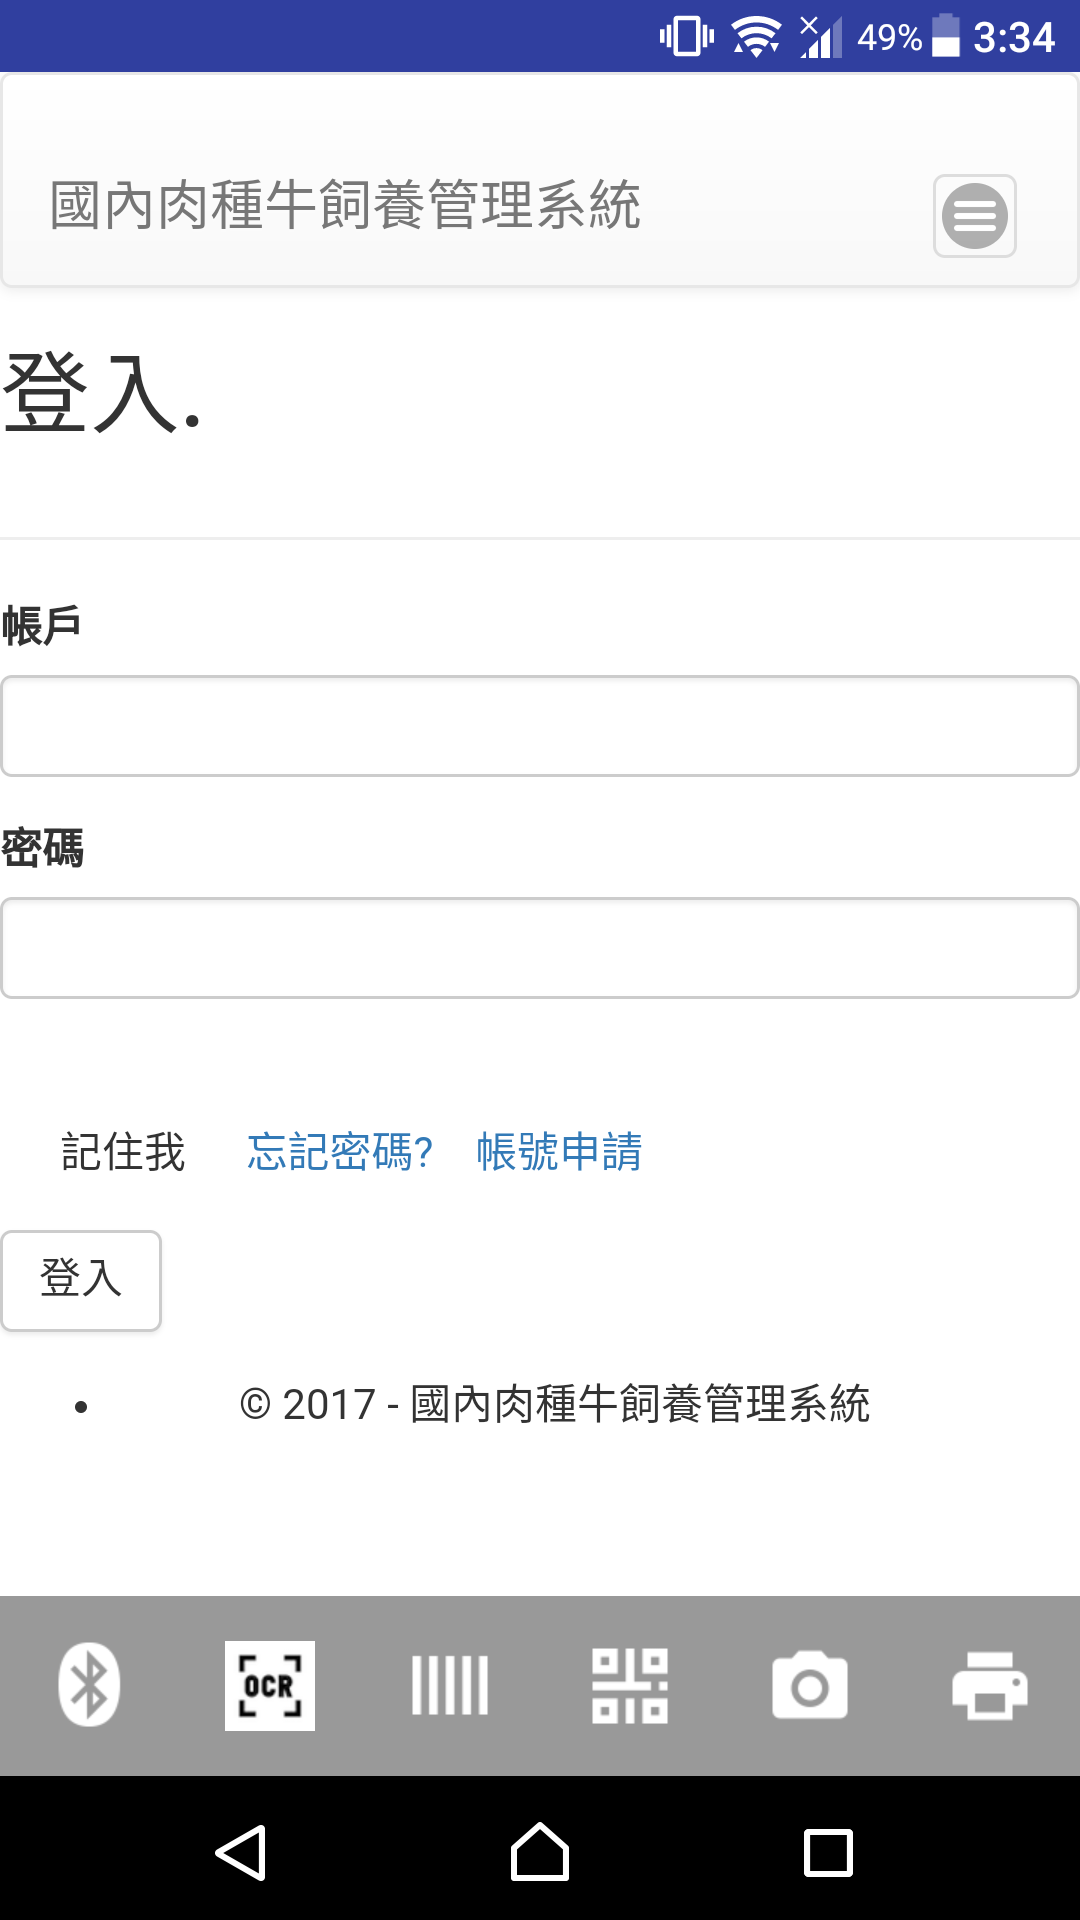 49% 3:34
國內肉種牛飼養管理系統
登入.
帳戶
密碼
記住我 忘記密碼? 帳號申請
登入
• © 2017 - 國內肉種牛飼養管理系統
OCR